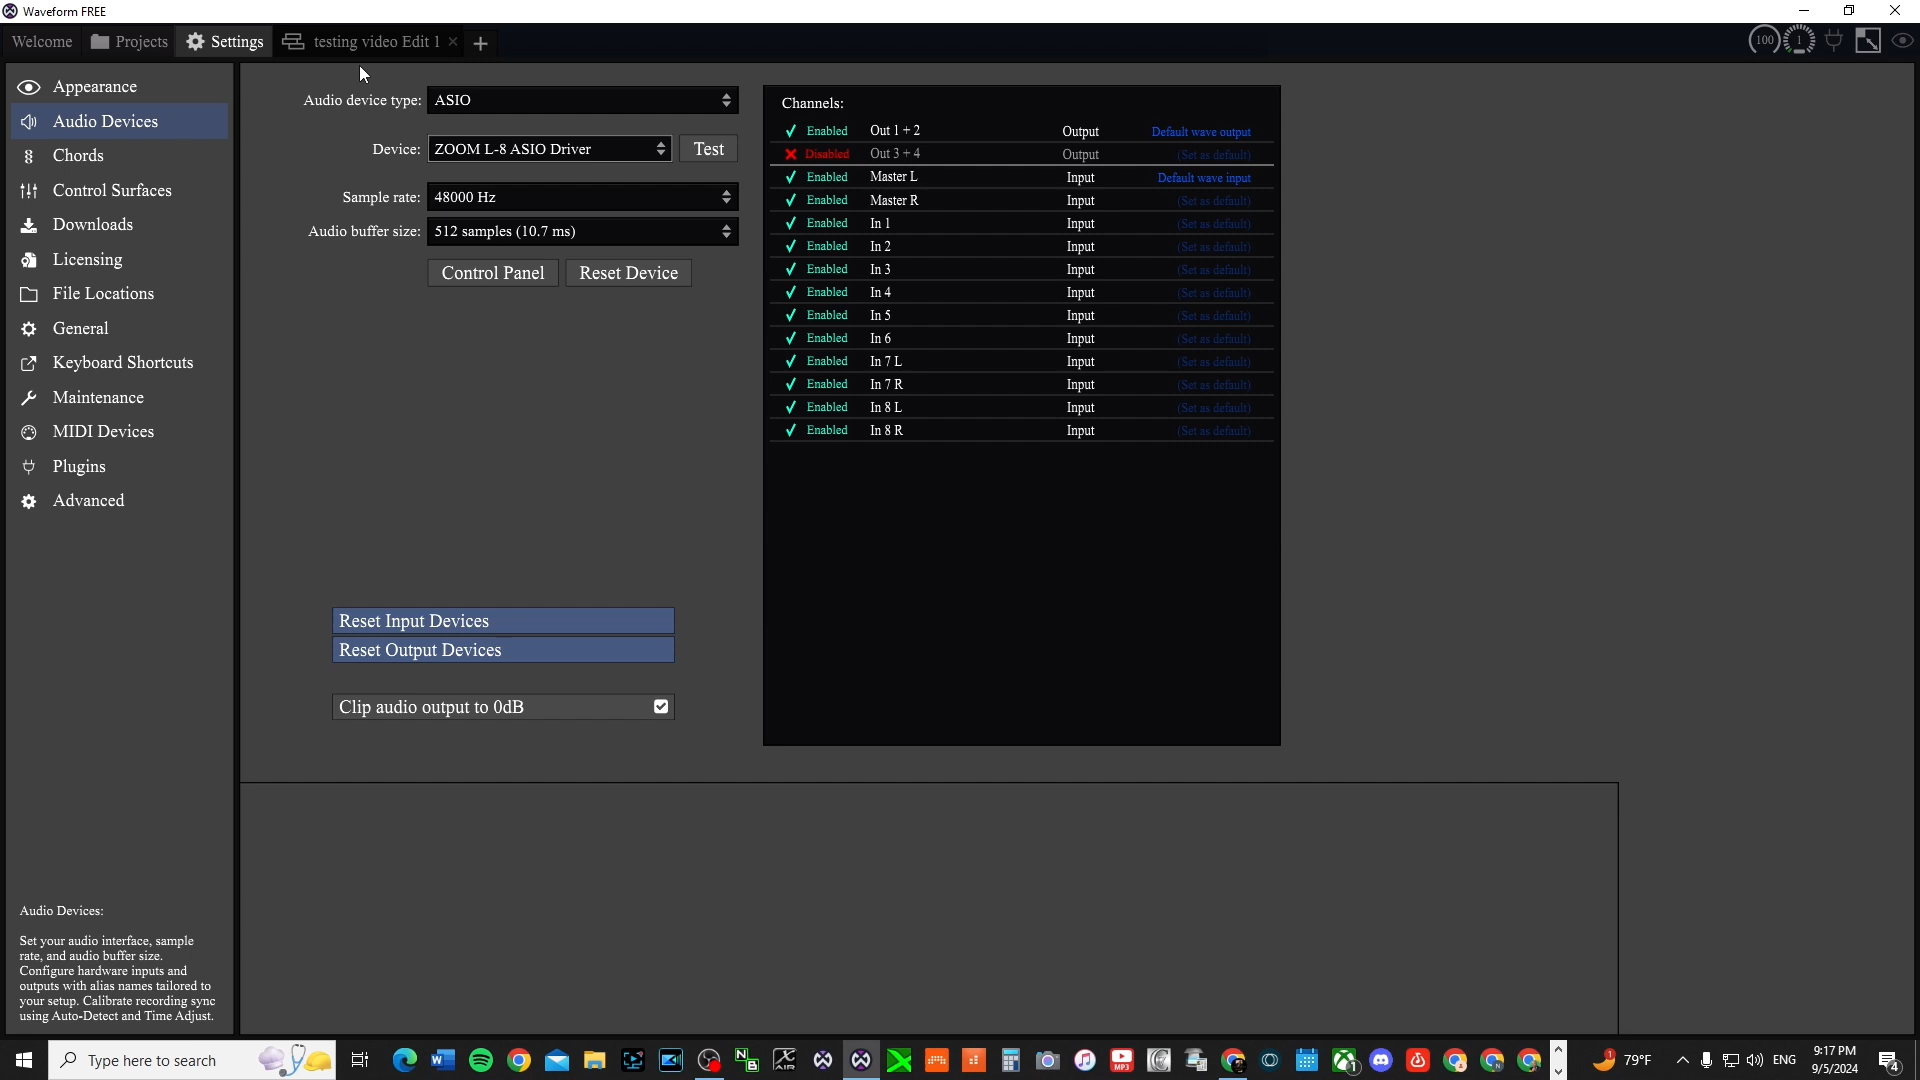 Waveform FREE
Welcome Projects Settings testing video Edit 1 × +
100 1
Appearance
Audio Devices
Chords
Control Surfaces
Downloads
Licensing
File Locations
General
Keyboard Shortcuts
Maintenance
MIDI Devices
Plugins
Advanced
Audio Devices:
Set your audio interface, sample
rate, and audio buffer size.
Configure hardware inputs and
outputs with alias names tailored to
your setup. Calibrate recording sync
using Auto-Detect and Time Adjust.
Audio device type: ASIO
Device: ZOOM L-8 ASIO Driver Test
Sample rate: 48000 Hz
Audio buffer size: 512 samples (10.7 ms)
Control Panel Reset Device
Reset Input Devices
Reset Output Devices
Clip audio output to 0dB
Channels:
Enabled Out 1 + 2 Output Default wave output
Disabled Out 3 + 4 Output (Set as default)
Enabled Master L Input Default wave input
Enabled Master R Input (Set as default)
Enabled In 1 Input (Set as default)
Enabled In 2 Input (Set as default)
Enabled In 3 Input (Set as default)
Enabled In 4 Input (Set as default)
Enabled In 5 Input (Set as default)
Enabled In 6 Input (Set as default)
Enabled In 7 L Input (Set as default)
Enabled In 7 R Input (Set as default)
Enabled In 8 L Input (Set as default)
Enabled In 8 R Input (Set as default)
Type here to search
79°F
ENG
9:17 PM
9/5/2024
4